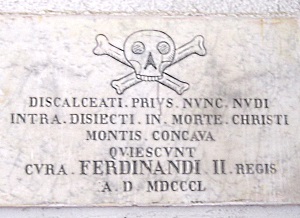 DISCALCEATI. PRIVS. NVNC. NVDI
INTRA. DISIECTI. IN. MORTE. CHRISTI
MONTIS. CONCAVA
QVIESCVNT
CVRA. FERDINANDI. II. REGIS
A. D MDCCCL